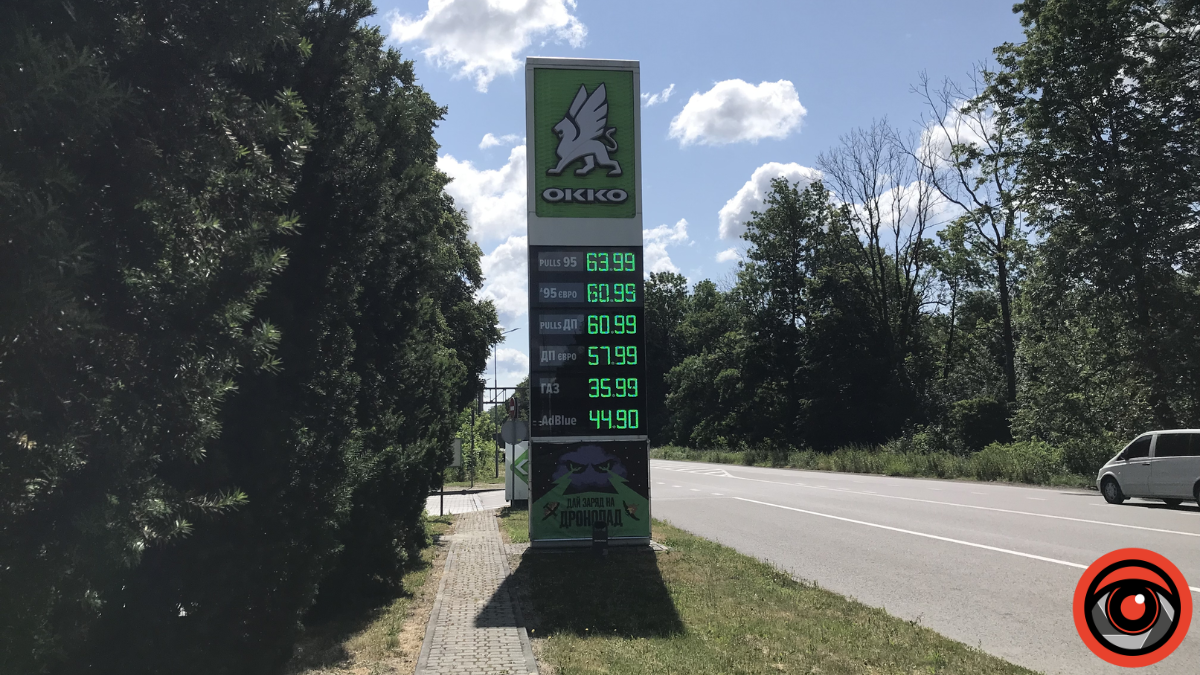 OKKO
PULLS 95 63.99
'95 ЄВРО 60.95
PULLS ДП 60.99
ДП ЄВРО 57.99
ГАЗ 35.99
AdBlue 44.90
ДАЙ ЗАРЯД НА
ДРОНОПАД